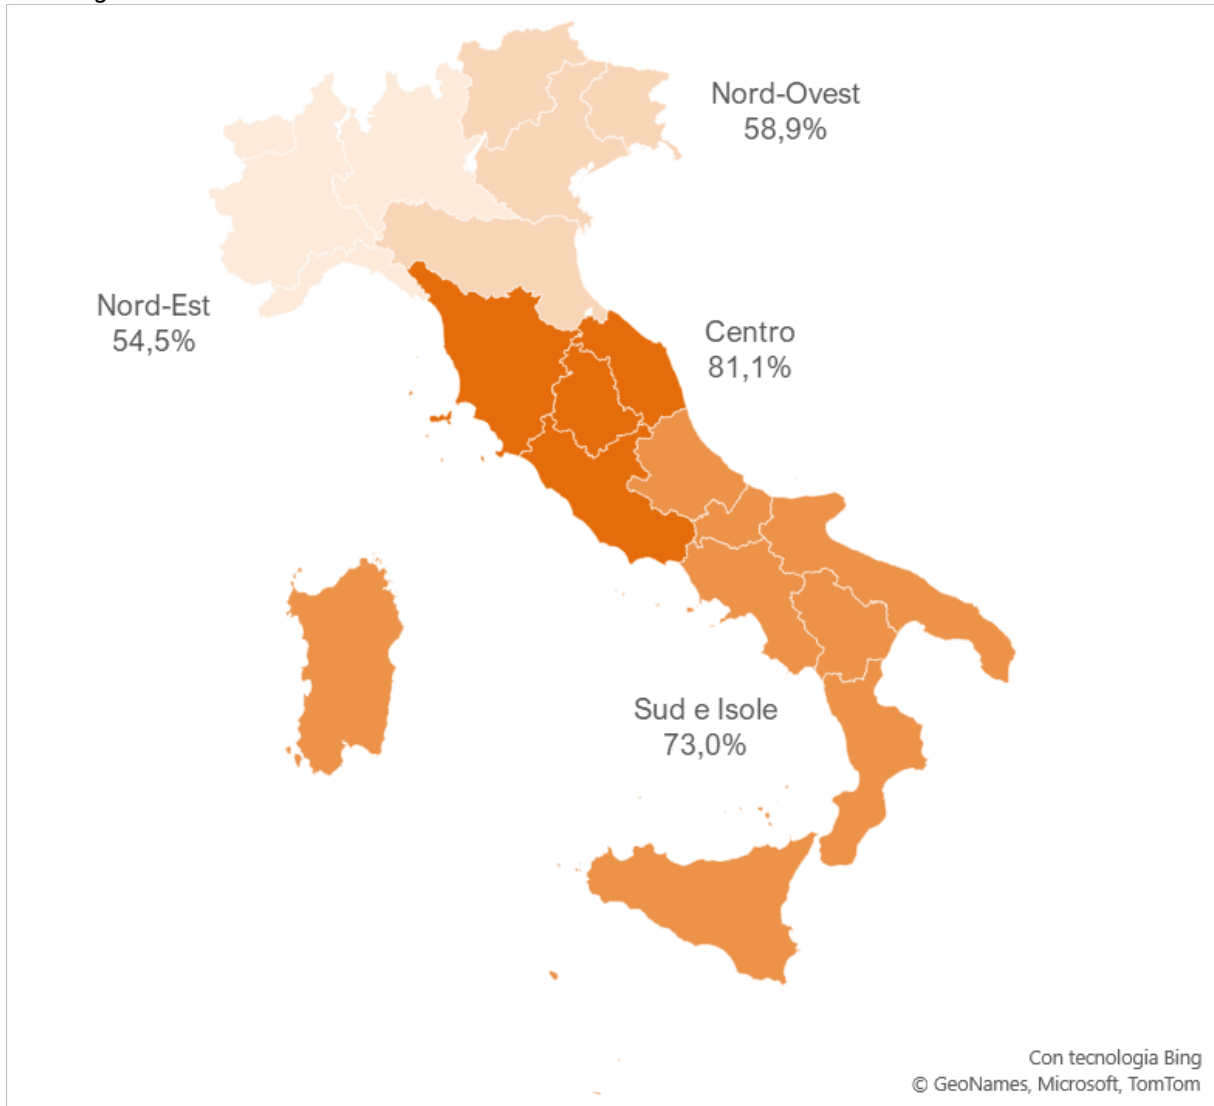 Nord-Ovest
58,9%
Nord-Est
54,5%
Centro
81,1%
Sud e Isole
73,0%
Con tecnologia Bing
© GeoNames, Microsoft, TomTom